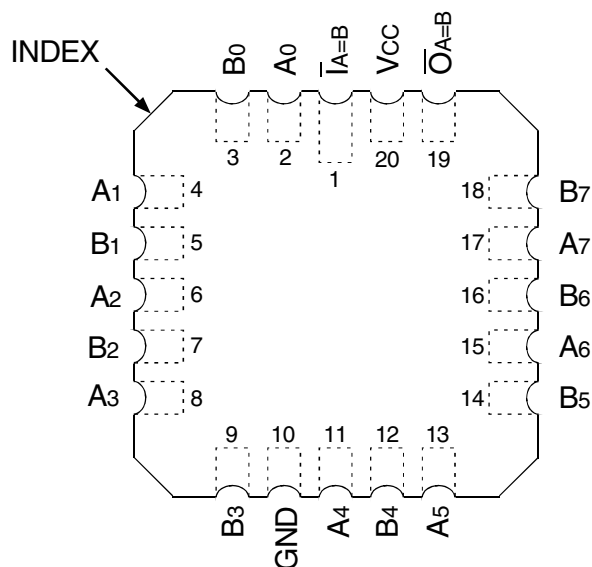 INDEX
B0 A0 I̅A=B VCC O̅A=B
3 2 1 20 19
A1 4 18 B7
B1 5 17 A7
A2 6 16 B6
B2 7 15 A6
A3 8 14 B5
9 10 11 12 13
B3 GND A4 B4 A5